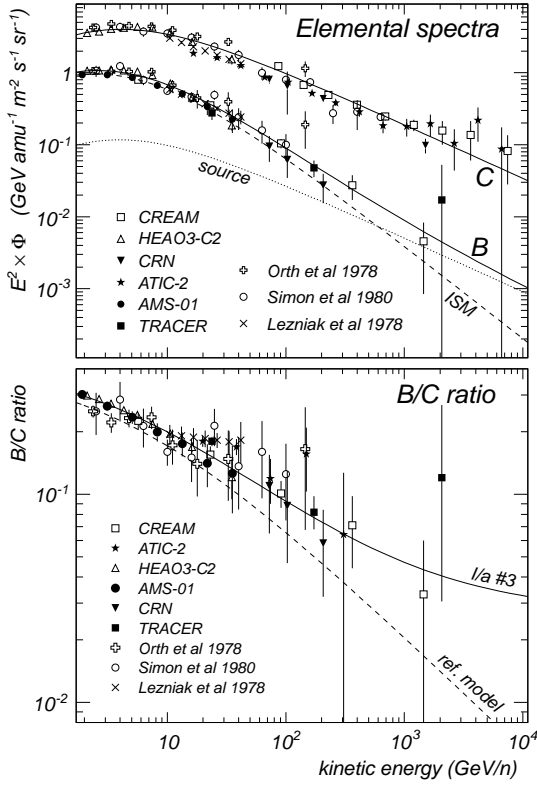 Elemental spectra
E² × Φ (GeV amu⁻¹ m⁻² s⁻¹ sr⁻¹)
10
1
10⁻¹
10⁻²
10⁻³
source
C
B
ISM
CREAM
HEAO3-C2
CRN
ATIC-2
AMS-01
TRACER
Orth et al 1978
Simon et al 1980
Lezniak et al 1978
B/C ratio
B/C ratio
10⁻¹
10⁻²
l/a #3
ref. model
CREAM
ATIC-2
HEAO3-C2
AMS-01
CRN
TRACER
Orth et al 1978
Simon et al 1980
Lezniak et al 1978
10
10²
10³
10⁴
kinetic energy (GeV/n)